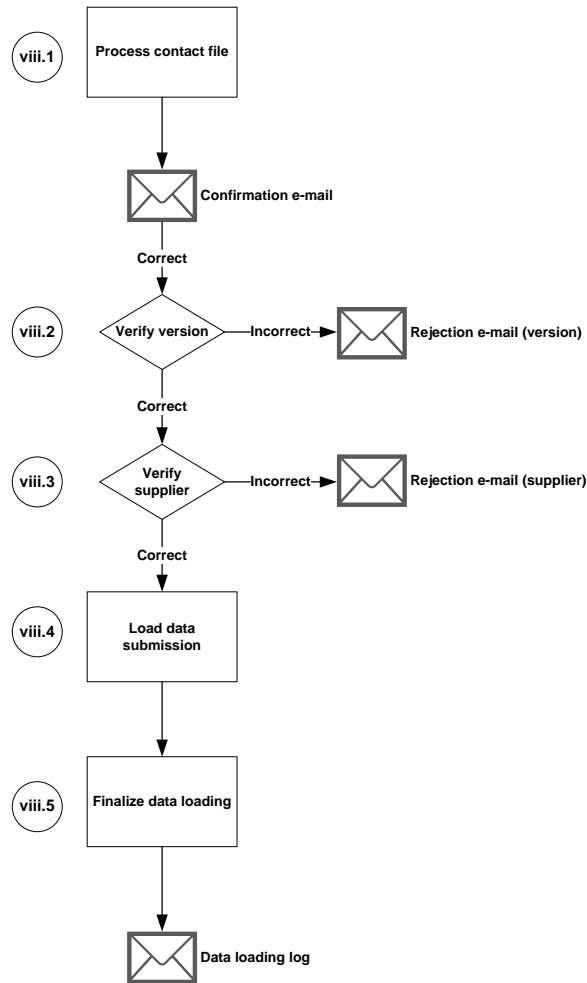 viii.1
Process contact file
Confirmation e-mail
Correct
viii.2
Verify version
Incorrect
Rejection e-mail (version)
Correct
viii.3
Verify
supplier
Incorrect
Rejection e-mail (supplier)
Correct
viii.4
Load data
submission
viii.5
Finalize data loading
Data loading log